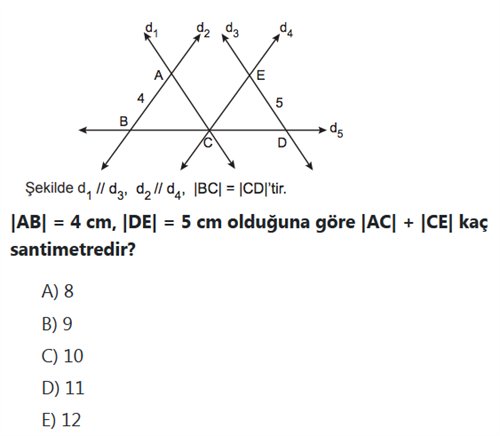 d₁ d₂ d₃ d₄
A E
4 5
B d₅
C D
Şekilde d₁ // d₃, d₂ // d₄, |BC| = |CD|'tir.
|AB| = 4 cm, |DE| = 5 cm olduğuna göre |AC| + |CE| kaç
santimetredir?
A) 8
B) 9
C) 10
D) 11
E) 12